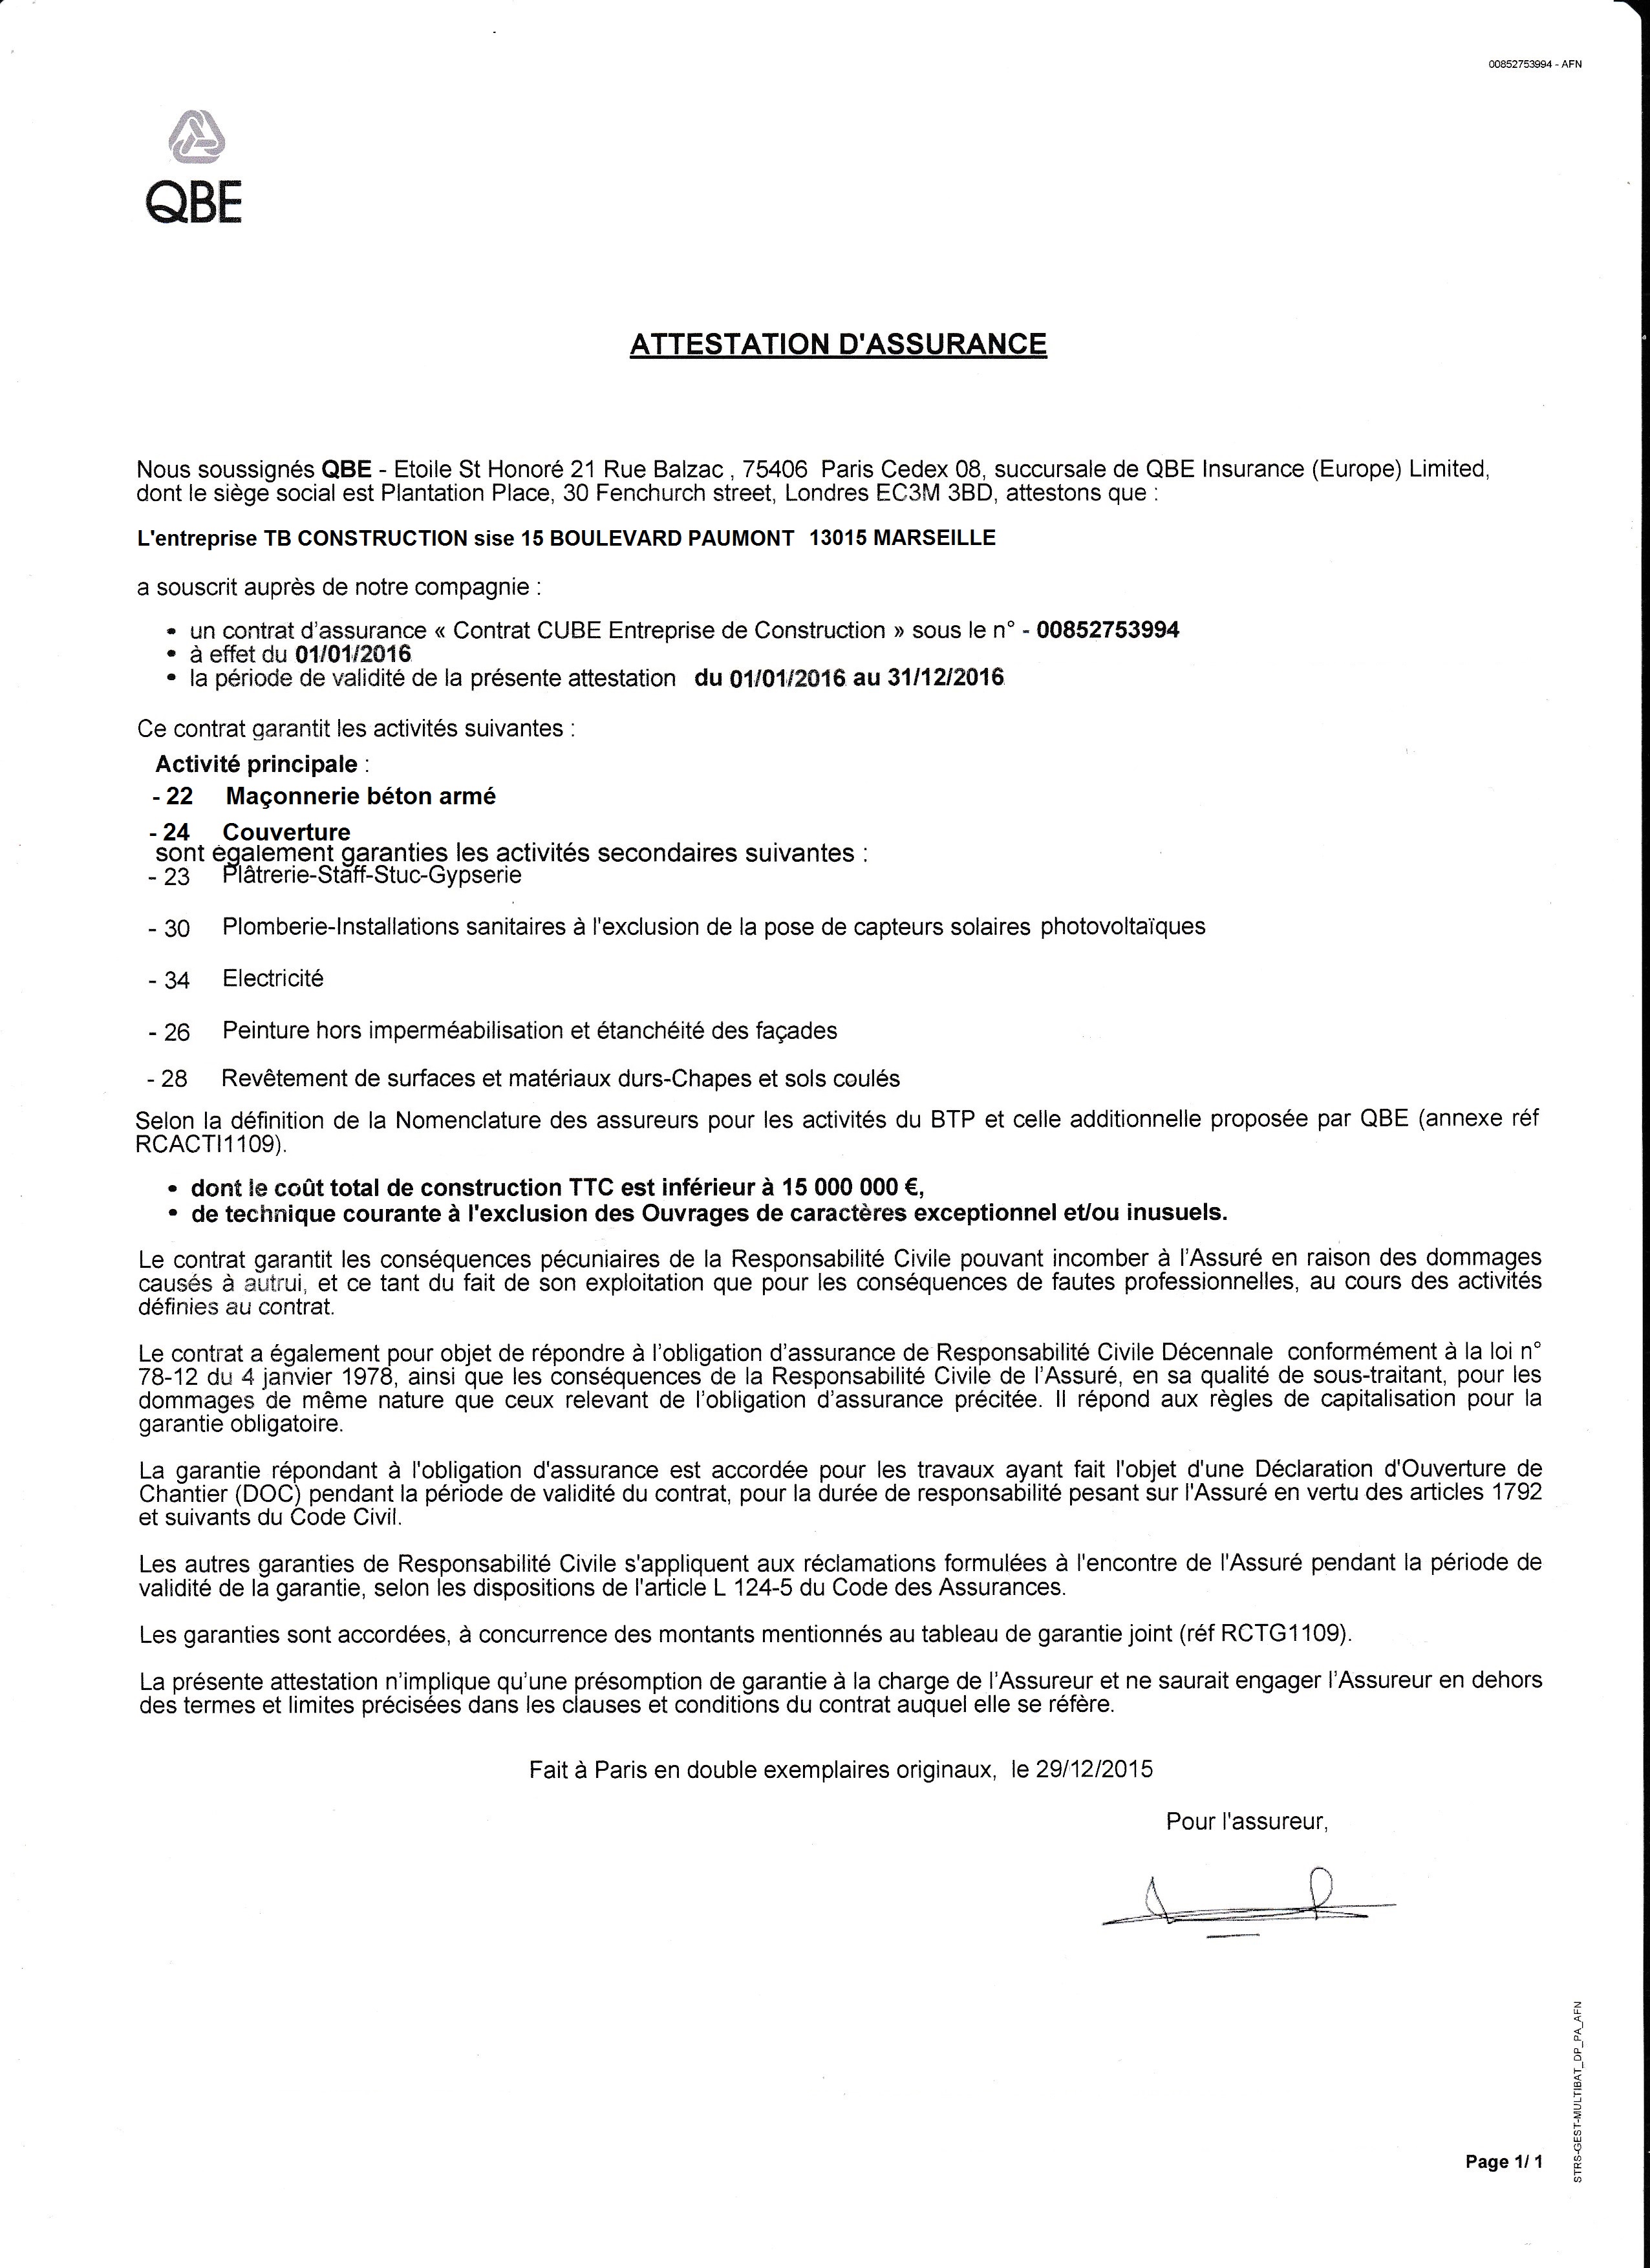 00852753994 - AFN
QBE
ATTESTATION D'ASSURANCE
Nous soussignés QBE - Etoile St Honoré 21 Rue Balzac , 75406 Paris Cedex 08, succursale de QBE Insurance (Europe) Limited,
dont le siège social est Plantation Place, 30 Fenchurch street, Londres EC3M 3BD, attestons que :
L'entreprise TB CONSTRUCTION sise 15 BOULEVARD PAUMONT 13015 MARSEILLE
a souscrit auprès de notre compagnie :
• un contrat d'assurance « Contrat CUBE Entreprise de Construction » sous le n° - 00852753994
• à effet du 01/01/2016
• la période de validité de la présente attestation du 01/01/2016 au 31/12/2016
Ce contrat garantit les activités suivantes :
Activité principale :
- 22 Maçonnerie béton armé
- 24 Couverture
sont également garanties les activités secondaires suivantes :
- 23 Plâtrerie-Staff-Stuc-Gypserie
- 30 Plomberie-Installations sanitaires à l'exclusion de la pose de capteurs solaires photovoltaïques
- 34 Electricité
- 26 Peinture hors imperméabilisation et étanchéité des façades
- 28 Revêtement de surfaces et matériaux durs-Chapes et sols coulés
Selon la définition de la Nomenclature des assureurs pour les activités du BTP et celle additionnelle proposée par QBE (annexe réf
RCACTI1109).
• dont le coût total de construction TTC est inférieur à 15 000 000 €,
• de technique courante à l'exclusion des Ouvrages de caractères exceptionnel et/ou inusuels.
Le contrat garantit les conséquences pécuniaires de la Responsabilité Civile pouvant incomber à l'Assuré en raison des dommages
causés à autrui, et ce tant du fait de son exploitation que pour les conséquences de fautes professionnelles, au cours des activités
définies au contrat.
Le contrat a également pour objet de répondre à l'obligation d'assurance de Responsabilité Civile Décennale conformément à la loi n°
78-12 du 4 janvier 1978, ainsi que les conséquences de la Responsabilité Civile de l'Assuré, en sa qualité de sous-traitant, pour les
dommages de même nature que ceux relevant de l'obligation d'assurance précitée. Il répond aux règles de capitalisation pour la
garantie obligatoire.
La garantie répondant à l'obligation d'assurance est accordée pour les travaux ayant fait l'objet d'une Déclaration d'Ouverture de
Chantier (DOC) pendant la période de validité du contrat, pour la durée de responsabilité pesant sur l'Assuré en vertu des articles 1792
et suivants du Code Civil.
Les autres garanties de Responsabilité Civile s'appliquent aux réclamations formulées à l'encontre de l'Assuré pendant la période de
validité de la garantie, selon les dispositions de l'article L 124-5 du Code des Assurances.
Les garanties sont accordées, à concurrence des montants mentionnés au tableau de garantie joint (réf RCTG1109).
La présente attestation n'implique qu'une présomption de garantie à la charge de l'Assureur et ne saurait engager l'Assureur en dehors
des termes et limites précisées dans les clauses et conditions du contrat auquel elle se réfère.
Fait à Paris en double exemplaires originaux, le 29/12/2015
Pour l'assureur,
STRS-GEST-MULTIBAT_DP_PA_AFN
Page 1/ 1